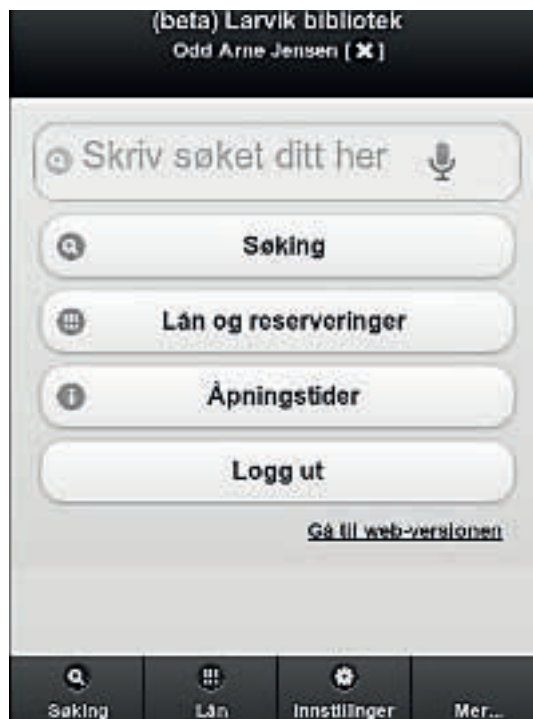 (beta) Larvik bibliotek
Odd Arne Jensen [✖]
Skriv søket ditt her
Søking
Lån og reserveringer
Åpningstider
Logg ut
Gå til web-versionen
Søking Lån Innstillinger Mer...